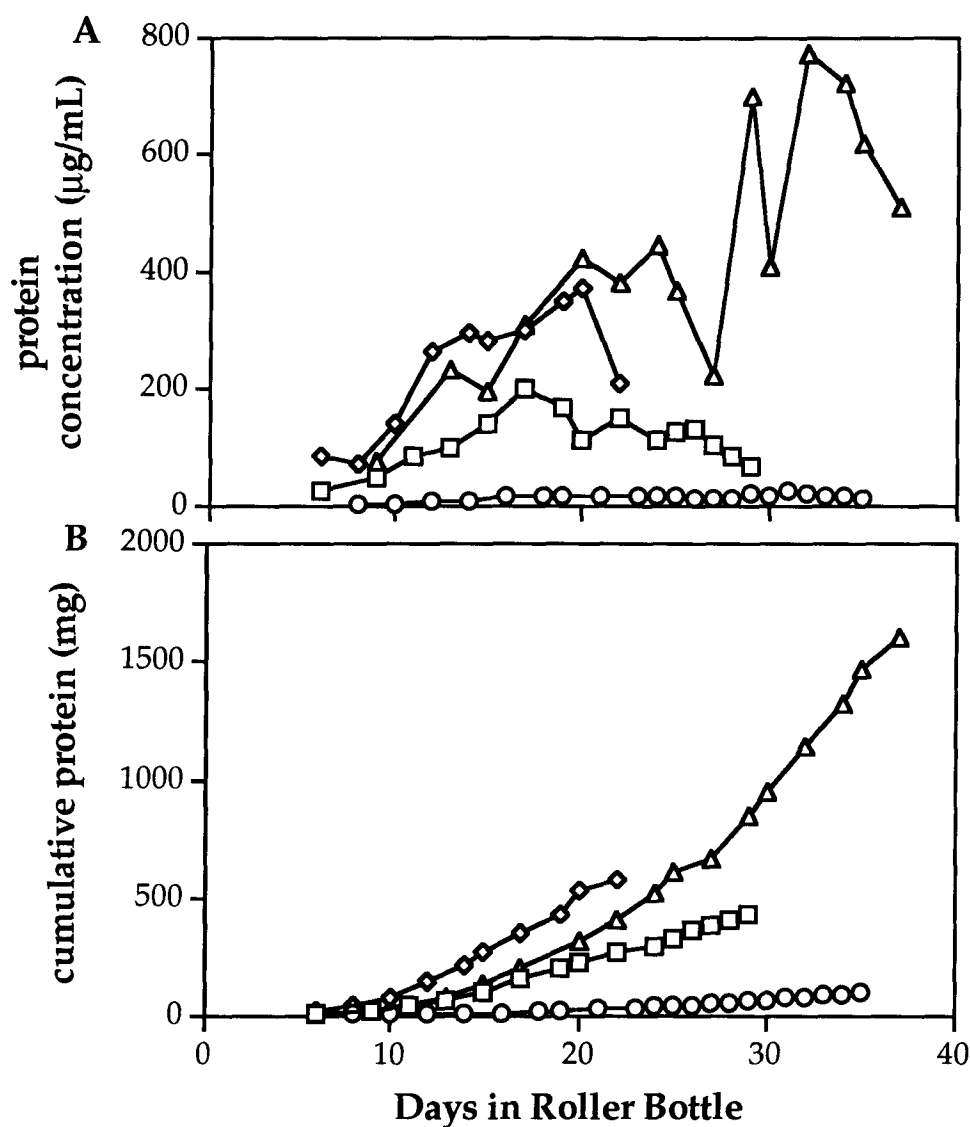 A
800
600
400
200
0
protein
concentration (µg/mL)
B
2000
1500
1000
500
0
cumulative protein (mg)
0 10 20 30 40
Days in Roller Bottle